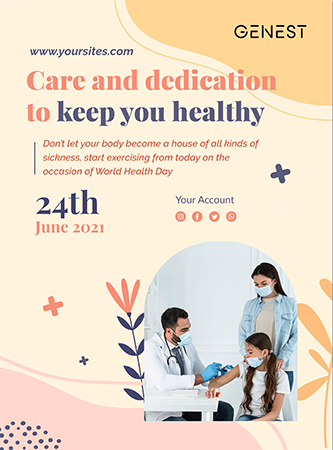 GENEST
www.yoursites.com
Care and dedication
to keep you healthy
Don't let your body become a house of all kinds of
sickness, start exercising from today on the
occasion of World Health Day
24th
June 2021
Your Account